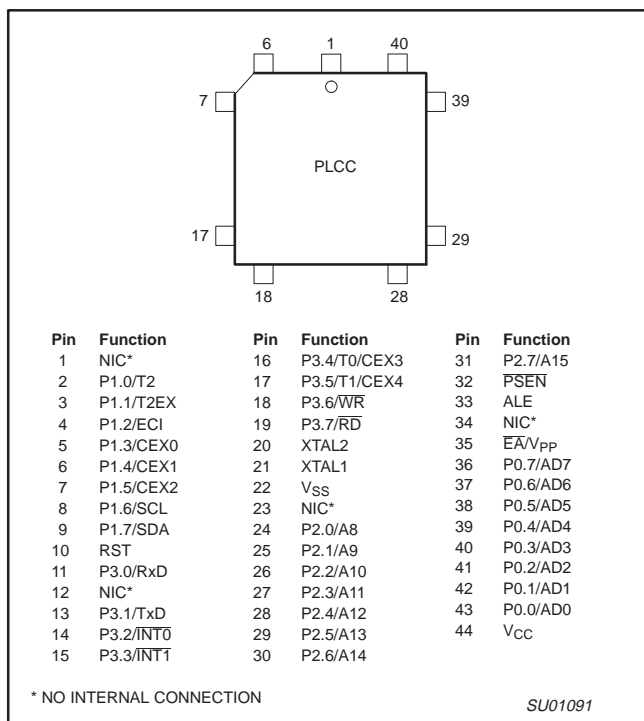 6 1 40
7 39
PLCC
17 29
18 28
Pin Function Pin Function Pin Function
1 NIC* 16 P3.4/T0/CEX3 31 P2.7/A15
2 P1.0/T2 17 P3.5/T1/CEX4 32 P̅S̅E̅N̅
3 P1.1/T2EX 18 P3.6/W̅R̅ 33 ALE
4 P1.2/ECI 19 P3.7/R̅D̅ 34 NIC*
5 P1.3/CEX0 20 XTAL2 35 E̅A̅/VPP
6 P1.4/CEX1 21 XTAL1 36 P0.7/AD7
7 P1.5/CEX2 22 VSS 37 P0.6/AD6
8 P1.6/SCL 23 NIC* 38 P0.5/AD5
9 P1.7/SDA 24 P2.0/A8 39 P0.4/AD4
10 RST 25 P2.1/A9 40 P0.3/AD3
11 P3.0/RxD 26 P2.2/A10 41 P0.2/AD2
12 NIC* 27 P2.3/A11 42 P0.1/AD1
13 P3.1/TxD 28 P2.4/A12 43 P0.0/AD0
14 P3.2/I̅N̅T̅0̅ 29 P2.5/A13 44 VCC
15 P3.3/I̅N̅T̅1̅ 30 P2.6/A14
* NO INTERNAL CONNECTION SU01091